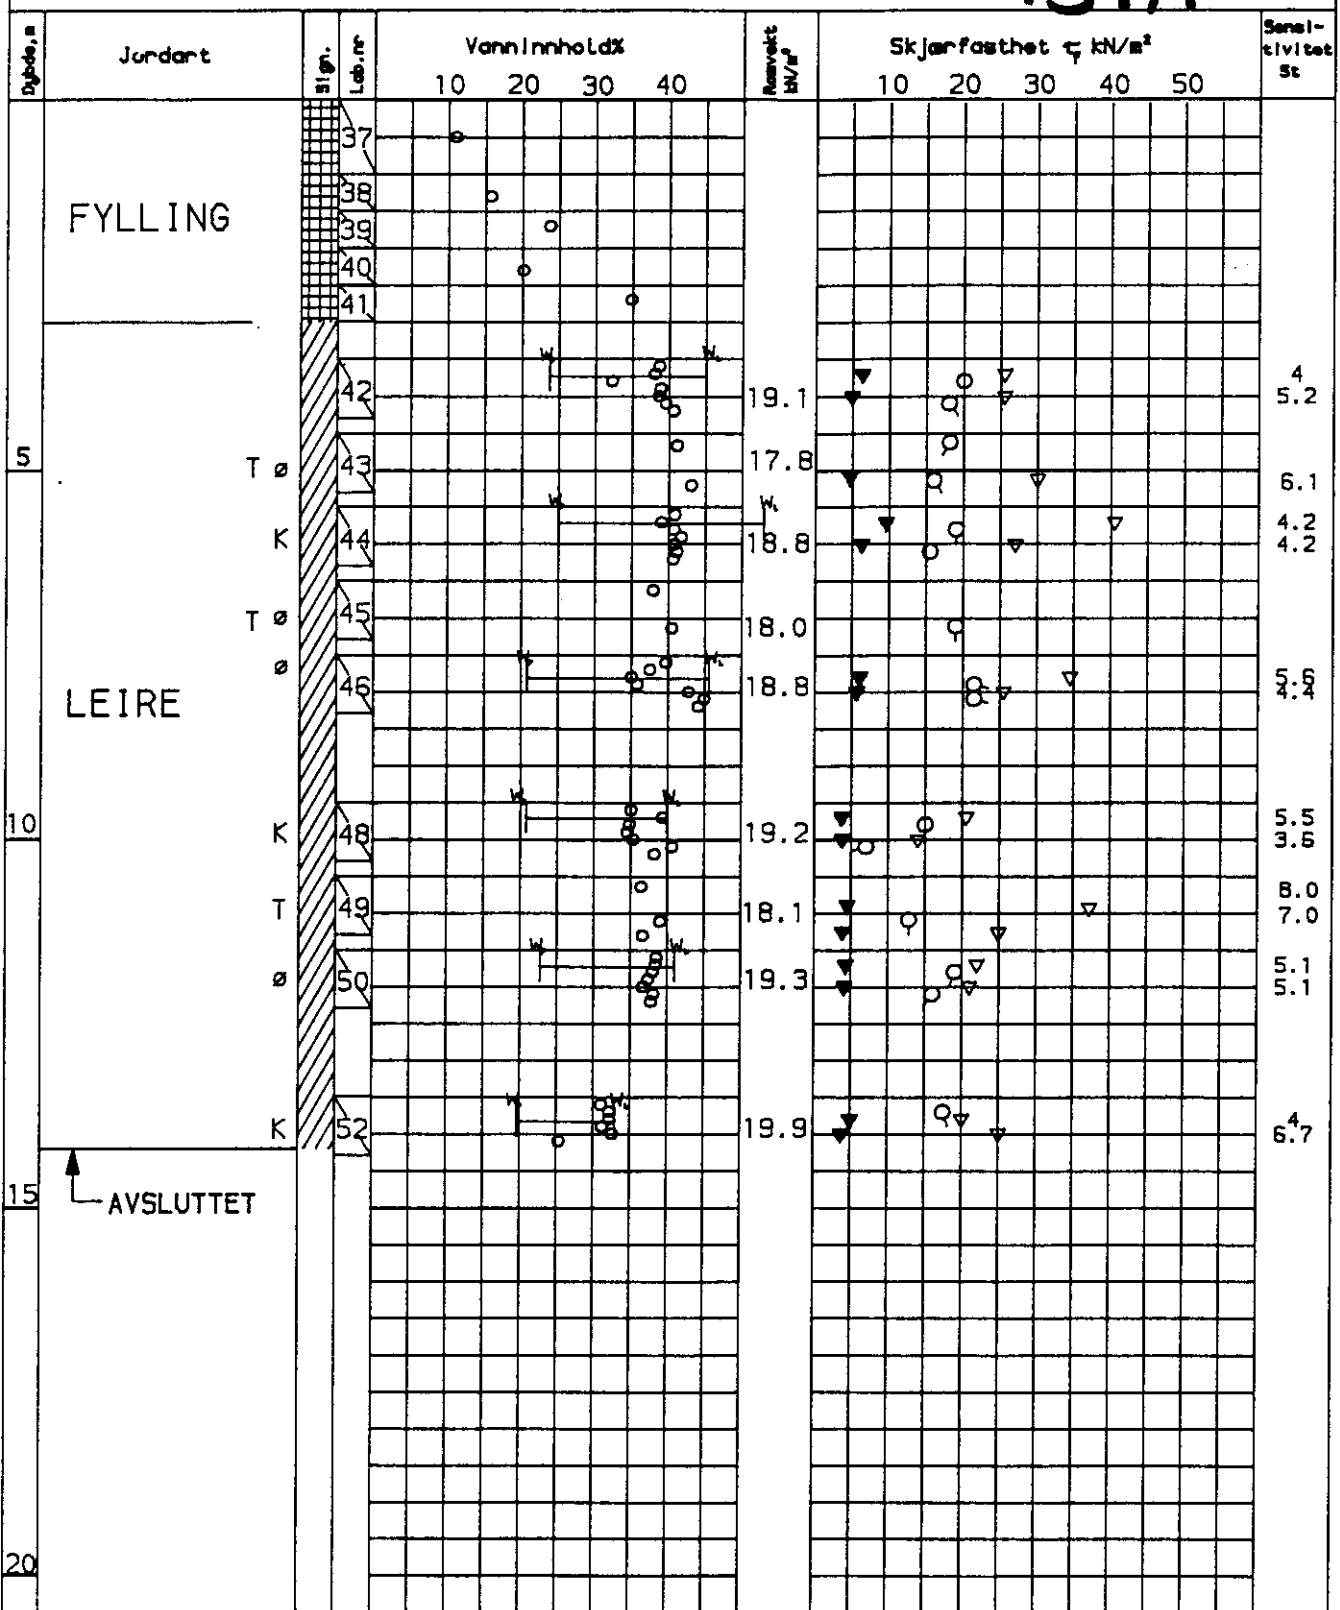 Dybde, m Jordart Sign. Lab.nr Vanninnhold% Romvekt kN/m³ Skjærfasthet τ kN/m² Sensi-tivitet St
10 20 30 40 10 20 30 40 50
37
38
FYLLING
39
40
41
W W
42 19.1 4
5.2
5 T ø 43 17.8 6.1
W W
K 44 18.8 4.2
4.2
T ø 45 18.0
ø W W
46 18.8 5.6
4.4
LEIRE
W W
10 K 48 19.2 5.5
3.6
8.0
T 49 18.1 7.0
W W
ø 50 19.3 5.1
5.1
W W
K 52 19.9 4
6.7
15 AVSLUTTET
20